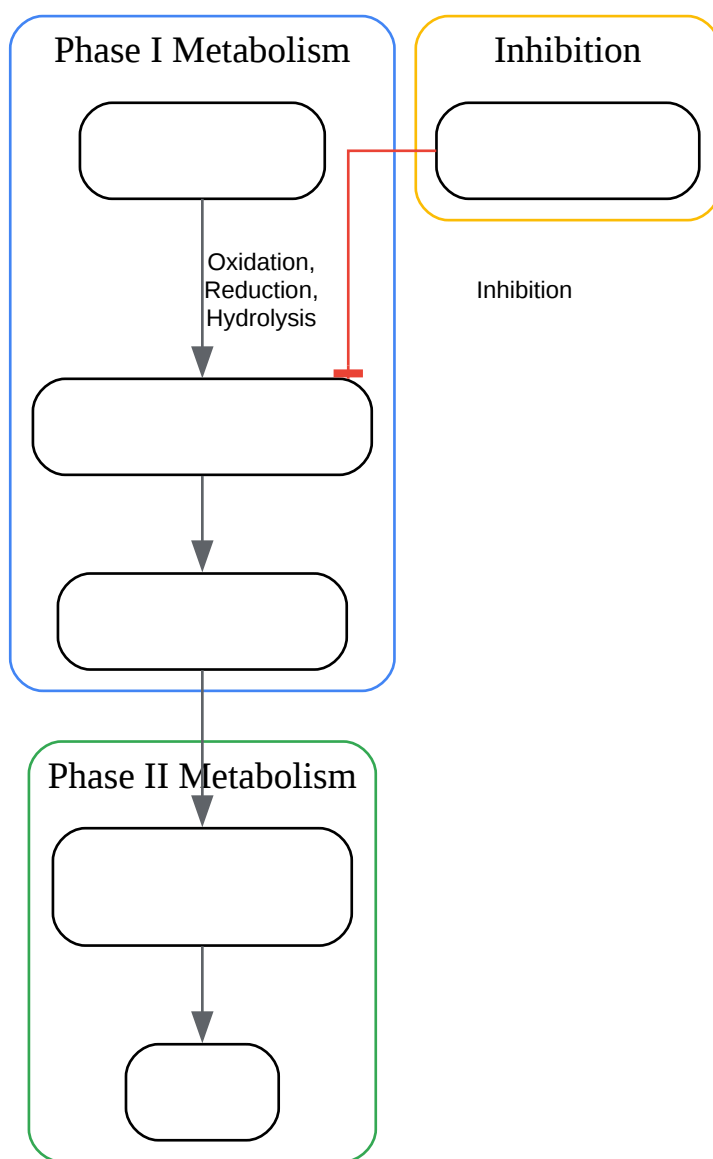 Phase I Metabolism
Inhibition
Oxidation,
Reduction,
Hydrolysis
Inhibition
Phase II Metabolism